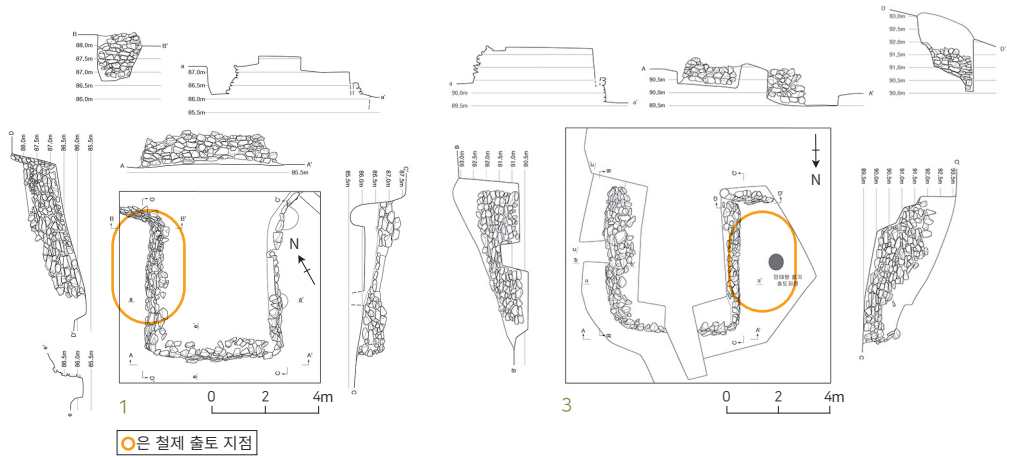 B
B'
88.0m
87.5m
87.0m
86.5m
86.0m
a
a'
87.0m
86.5m
86.0m
85.5m
a
a'
90.0m
89.5m
A
A'
90.5m
90.0m
89.5m
D
D'
93.0m
92.5m
92.0m
91.5m
91.0m
90.5m
90.0m
D
88.0m
87.5m
87.0m
86.5m
86.0m
85.5m
D'
A
A'
85.5m
C'
87.5m
87.0m
86.5m
86.0m
85.5m
C
B
93.0m
92.5m
92.0m
91.5m
91.0m
90.5m
B'
C'
93.5m
93.0m
92.5m
92.0m
91.5m
91.0m
90.5m
90.0m
89.5m
C
e'
86.5m
86.0m
85.5m
e
B
B'
D
C'
N
a
a'
e'
A
A'
D'
e
C
N
B
C'
D
D'
a
a'
출토지점
A
A'
B'
C
1
0 2 4m
3
0 2 4m
은 철제 출토 지점